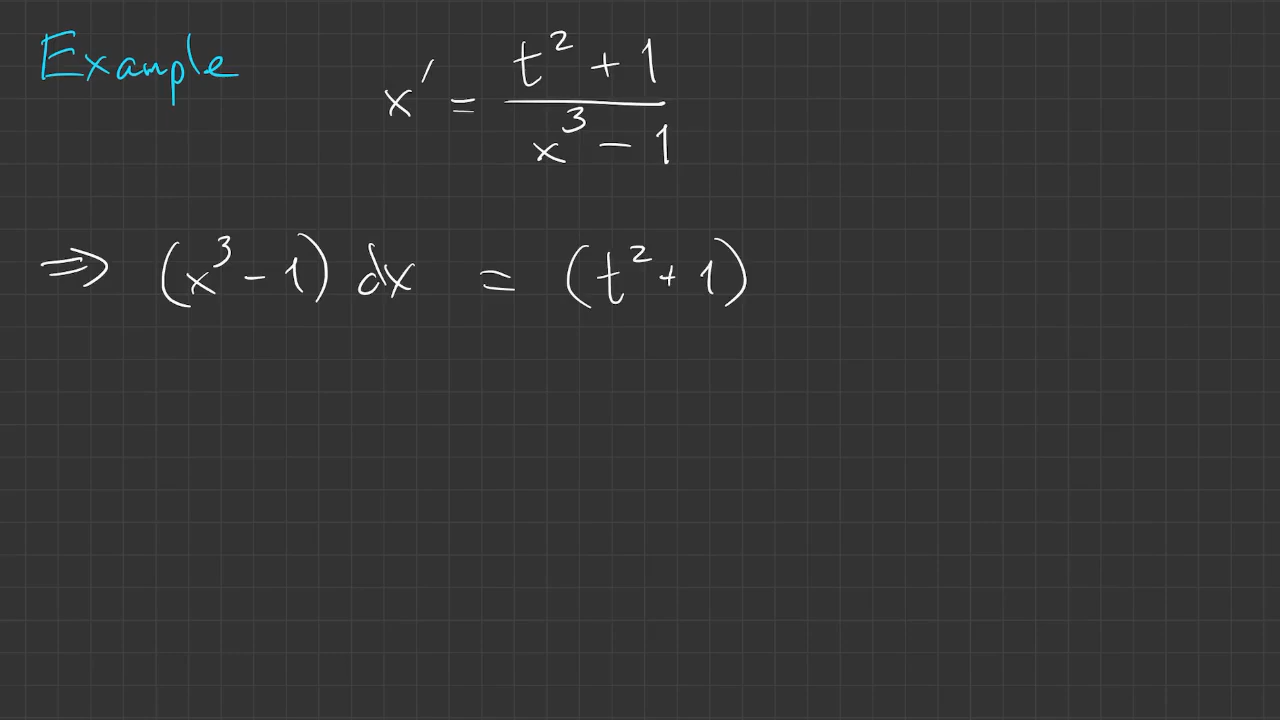 Example
x' = (t² + 1)/(x³ - 1)
⇒ (x³ - 1) dx = (t² + 1)